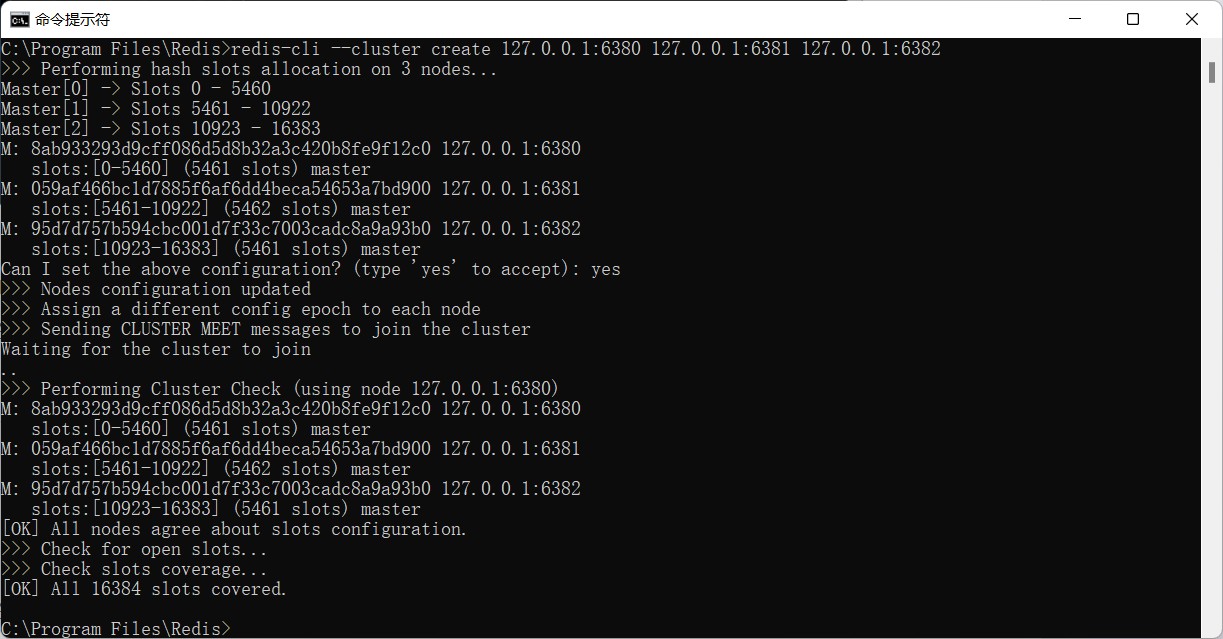 命令提示符
C:\Program Files\Redis>redis-cli --cluster create 127.0.0.1:6380 127.0.0.1:6381 127.0.0.1:6382
>>> Performing hash slots allocation on 3 nodes...
Master[0] -> Slots 0 - 5460
Master[1] -> Slots 5461 - 10922
Master[2] -> Slots 10923 - 16383
M: 8ab933293d9cff086d5d8b32a3c420b8fe9f12c0 127.0.0.1:6380
   slots:[0-5460] (5461 slots) master
M: 059af466bc1d7885f6af6dd4beca54653a7bd900 127.0.0.1:6381
   slots:[5461-10922] (5462 slots) master
M: 95d7d757b594cbc001d7f33c7003cadc8a9a93b0 127.0.0.1:6382
   slots:[10923-16383] (5461 slots) master
Can I set the above configuration? (type 'yes' to accept): yes
>>> Nodes configuration updated
>>> Assign a different config epoch to each node
>>> Sending CLUSTER MEET messages to join the cluster
Waiting for the cluster to join
..
>>> Performing Cluster Check (using node 127.0.0.1:6380)
M: 8ab933293d9cff086d5d8b32a3c420b8fe9f12c0 127.0.0.1:6380
   slots:[0-5460] (5461 slots) master
M: 059af466bc1d7885f6af6dd4beca54653a7bd900 127.0.0.1:6381
   slots:[5461-10922] (5462 slots) master
M: 95d7d757b594cbc001d7f33c7003cadc8a9a93b0 127.0.0.1:6382
   slots:[10923-16383] (5461 slots) master
[OK] All nodes agree about slots configuration.
>>> Check for open slots...
>>> Check slots coverage...
[OK] All 16384 slots covered.
C:\Program Files\Redis>